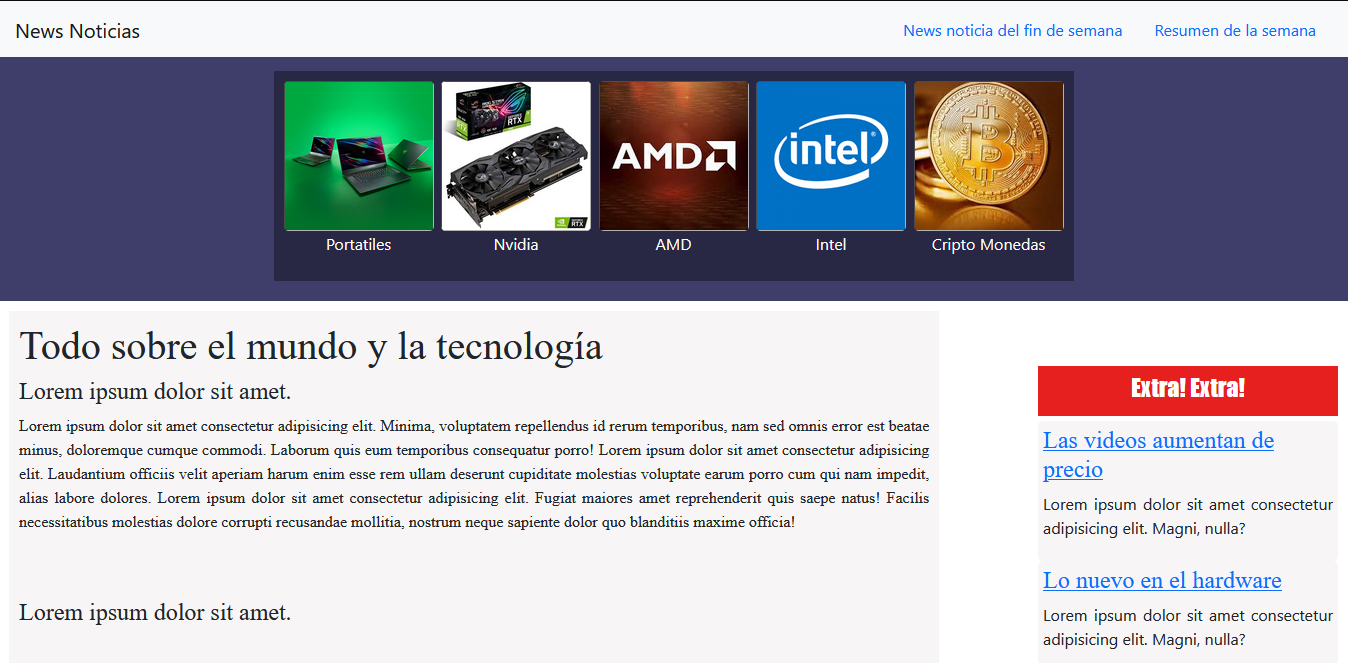 News Noticias
News noticia del fin de semana
Resumen de la semana
GEFORCE RTX
AMD
intel
Portatiles
Nvidia
AMD
Intel
Cripto Monedas
Todo sobre el mundo y la tecnología
Lorem ipsum dolor sit amet.
Lorem ipsum dolor sit amet consectetur adipisicing elit. Minima, voluptatem repellendus id rerum temporibus, nam sed omnis error est beatae
minus, doloremque cumque commodi. Laborum quis eum temporibus consequatur porro! Lorem ipsum dolor sit amet consectetur adipisicing
elit. Laudantium officiis velit aperiam harum enim esse rem ullam deserunt cupiditate molestias voluptate earum porro cum qui nam impedit,
alias labore dolores. Lorem ipsum dolor sit amet consectetur adipisicing elit. Fugiat maiores amet reprehenderit quis saepe natus! Facilis
necessitatibus molestias dolore corrupti recusandae mollitia, nostrum neque sapiente dolor quo blanditiis maxime officia!
Lorem ipsum dolor sit amet.
Extra! Extra!
Las videos aumentan de
precio
Lorem ipsum dolor sit amet consectetur
adipisicing elit. Magni, nulla?
Lo nuevo en el hardware
Lorem ipsum dolor sit amet consectetur
adipisicing elit. Magni, nulla?